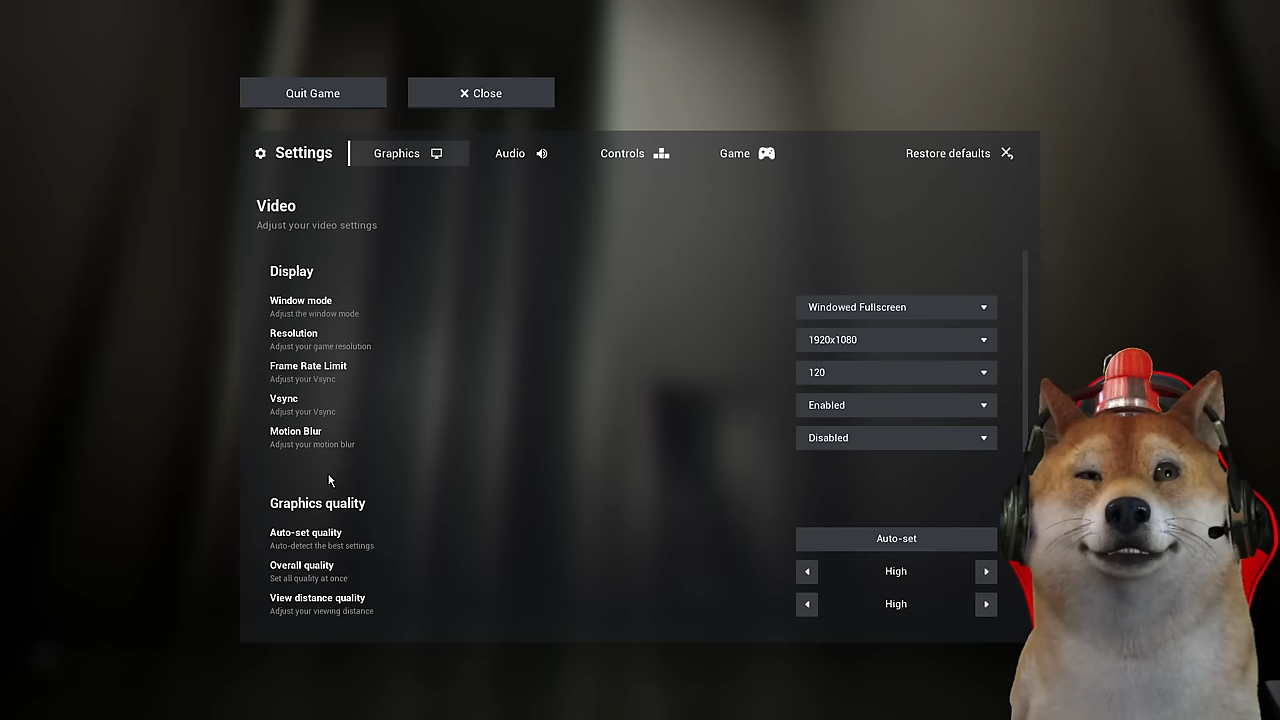 Quit Game
Close
Settings
Graphics
Audio
Controls
Game
Restore defaults
Video
Adjust your video settings
Display
Window mode
Windowed Fullscreen
Adjust the window mode
Resolution
1920x1080
Adjust your game resolution
Frame Rate Limit
120
Adjust your Vsync
Vsync
Enabled
Adjust your Vsync
Motion Blur
Disabled
Adjust your motion blur
Graphics quality
Auto-set quality
Auto-set
Auto-detect the best settings
Overall quality
High
Set all quality at once
View distance quality
High
Adjust your viewing distance